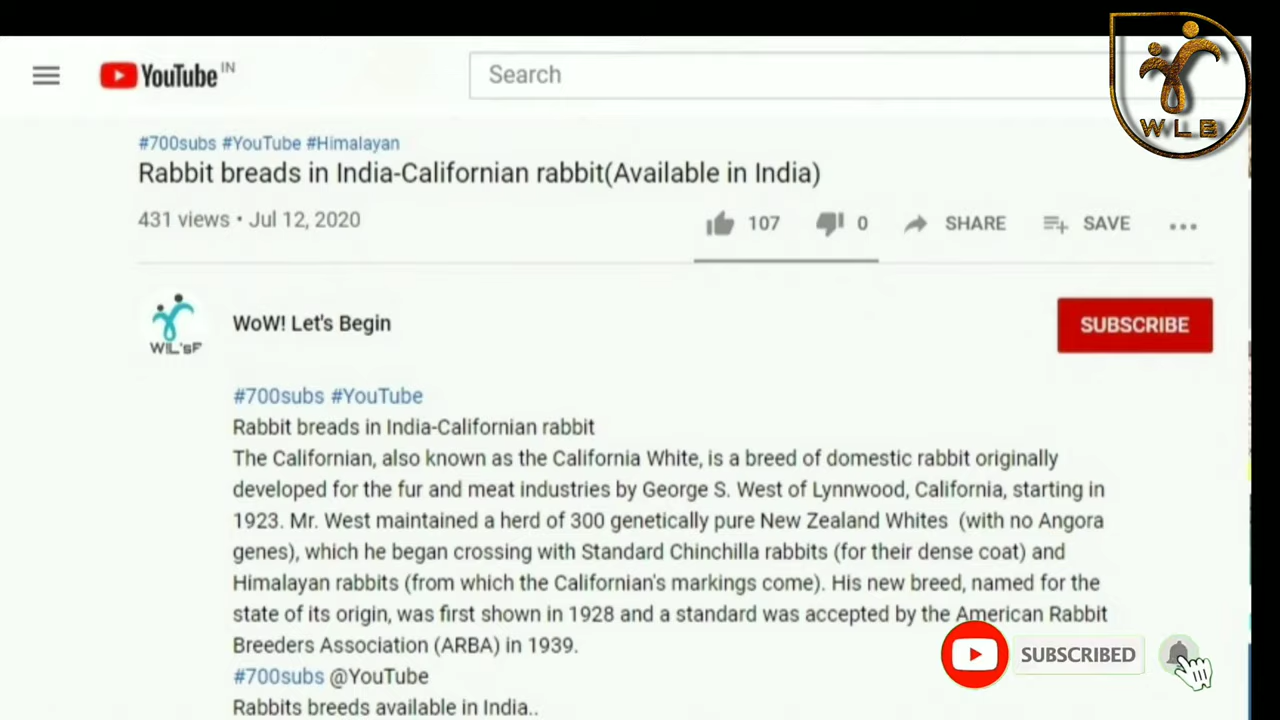 YouTube IN
Search
WLB
#700subs #YouTube #Himalayan
Rabbit breads in India-Californian rabbit(Available in India)
431 views • Jul 12, 2020
107
0
SHARE
SAVE
WIL'sF
WoW! Let's Begin
SUBSCRIBE
#700subs #YouTube
Rabbit breads in India-Californian rabbit
The Californian, also known as the California White, is a breed of domestic rabbit originally
developed for the fur and meat industries by George S. West of Lynnwood, California, starting in
1923. Mr. West maintained a herd of 300 genetically pure New Zealand Whites (with no Angora
genes), which he began crossing with Standard Chinchilla rabbits (for their dense coat) and
Himalayan rabbits (from which the Californian's markings come). His new breed, named for the
state of its origin, was first shown in 1928 and a standard was accepted by the American Rabbit
Breeders Association (ARBA) in 1939.
SUBSCRIBED
#700subs @YouTube
Rabbits breeds available in India..